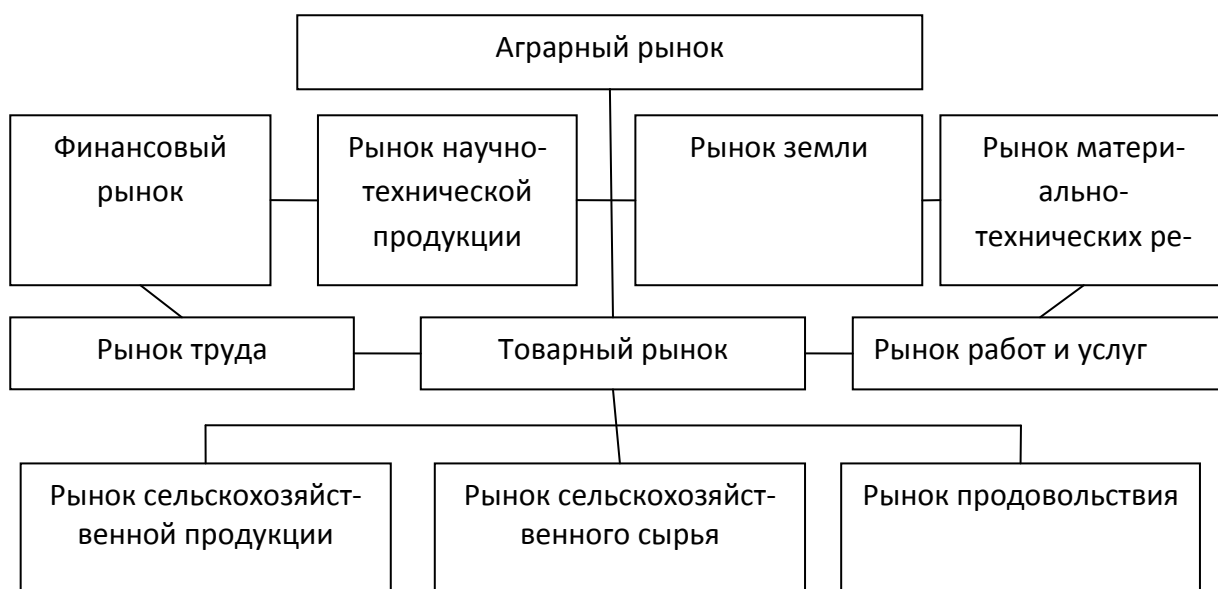 Аграрный рынок
Финансовый
рынок
Рынок научно-
технической
продукции
Рынок земли
Рынок матери-
ально-
технических ре-
Рынок труда
Товарный рынок
Рынок работ и услуг
Рынок сельскохозяйст-
венной продукции
Рынок сельскохозяйст-
венного сырья
Рынок продовольствия